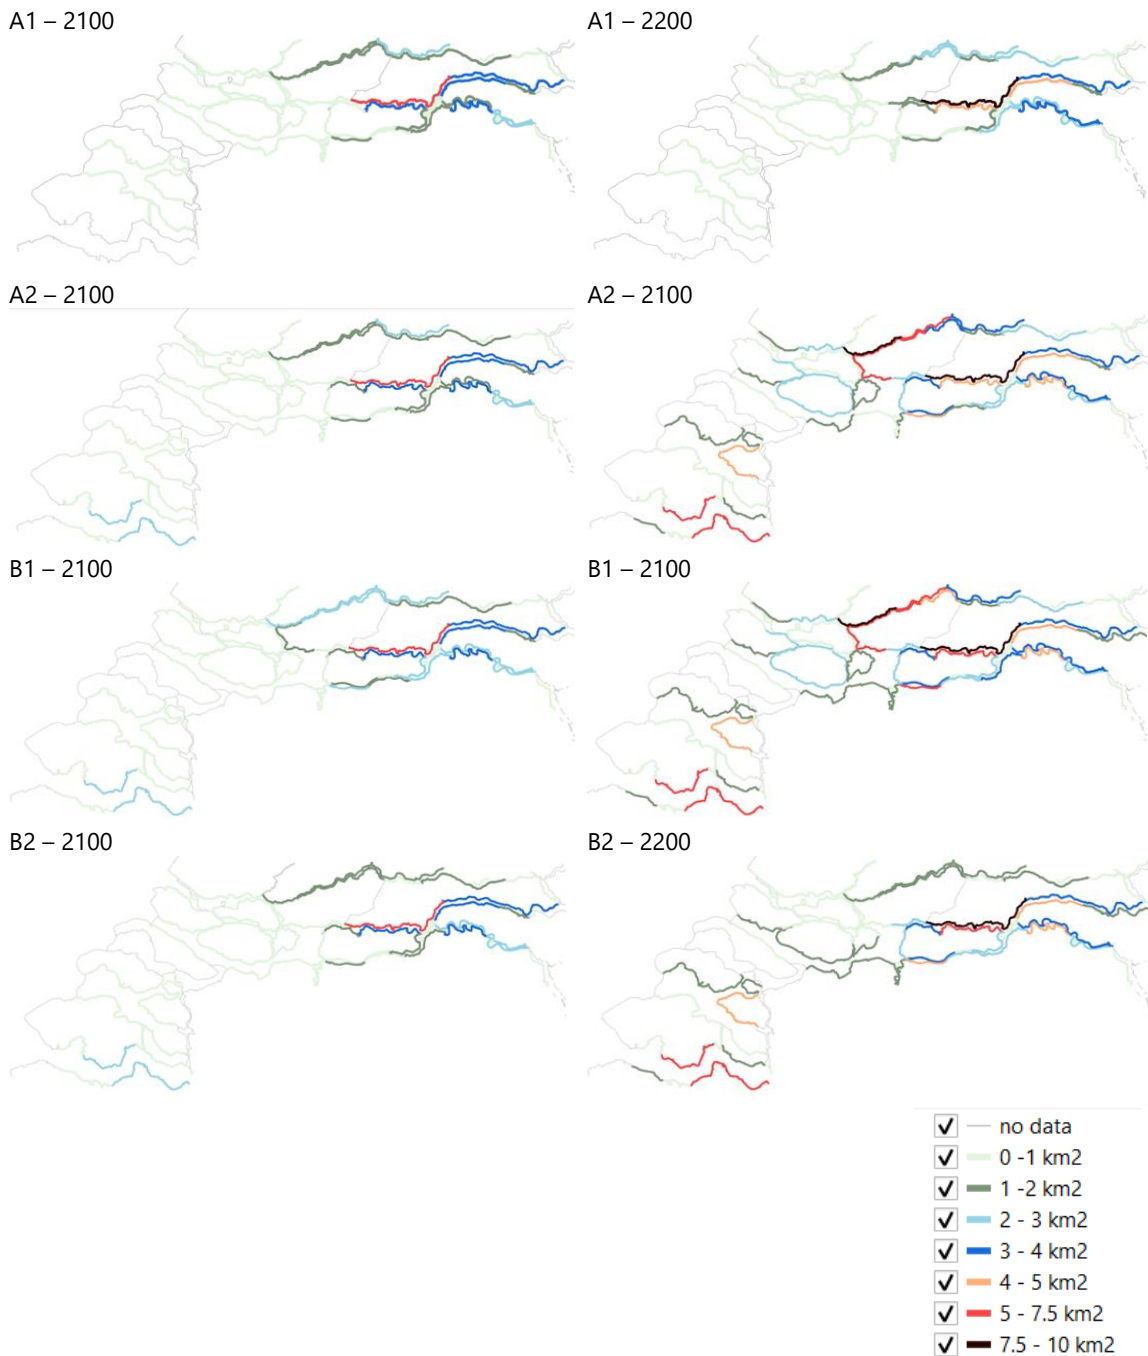 A1 – 2100
A1 – 2200
A2 – 2100
A2 – 2100
B1 – 2100
B1 – 2100
B2 – 2100
B2 – 2200
no data
0 -1 km2
1 -2 km2
2 - 3 km2
3 - 4 km2
4 - 5 km2
5 - 7.5 km2
7.5 - 10 km2